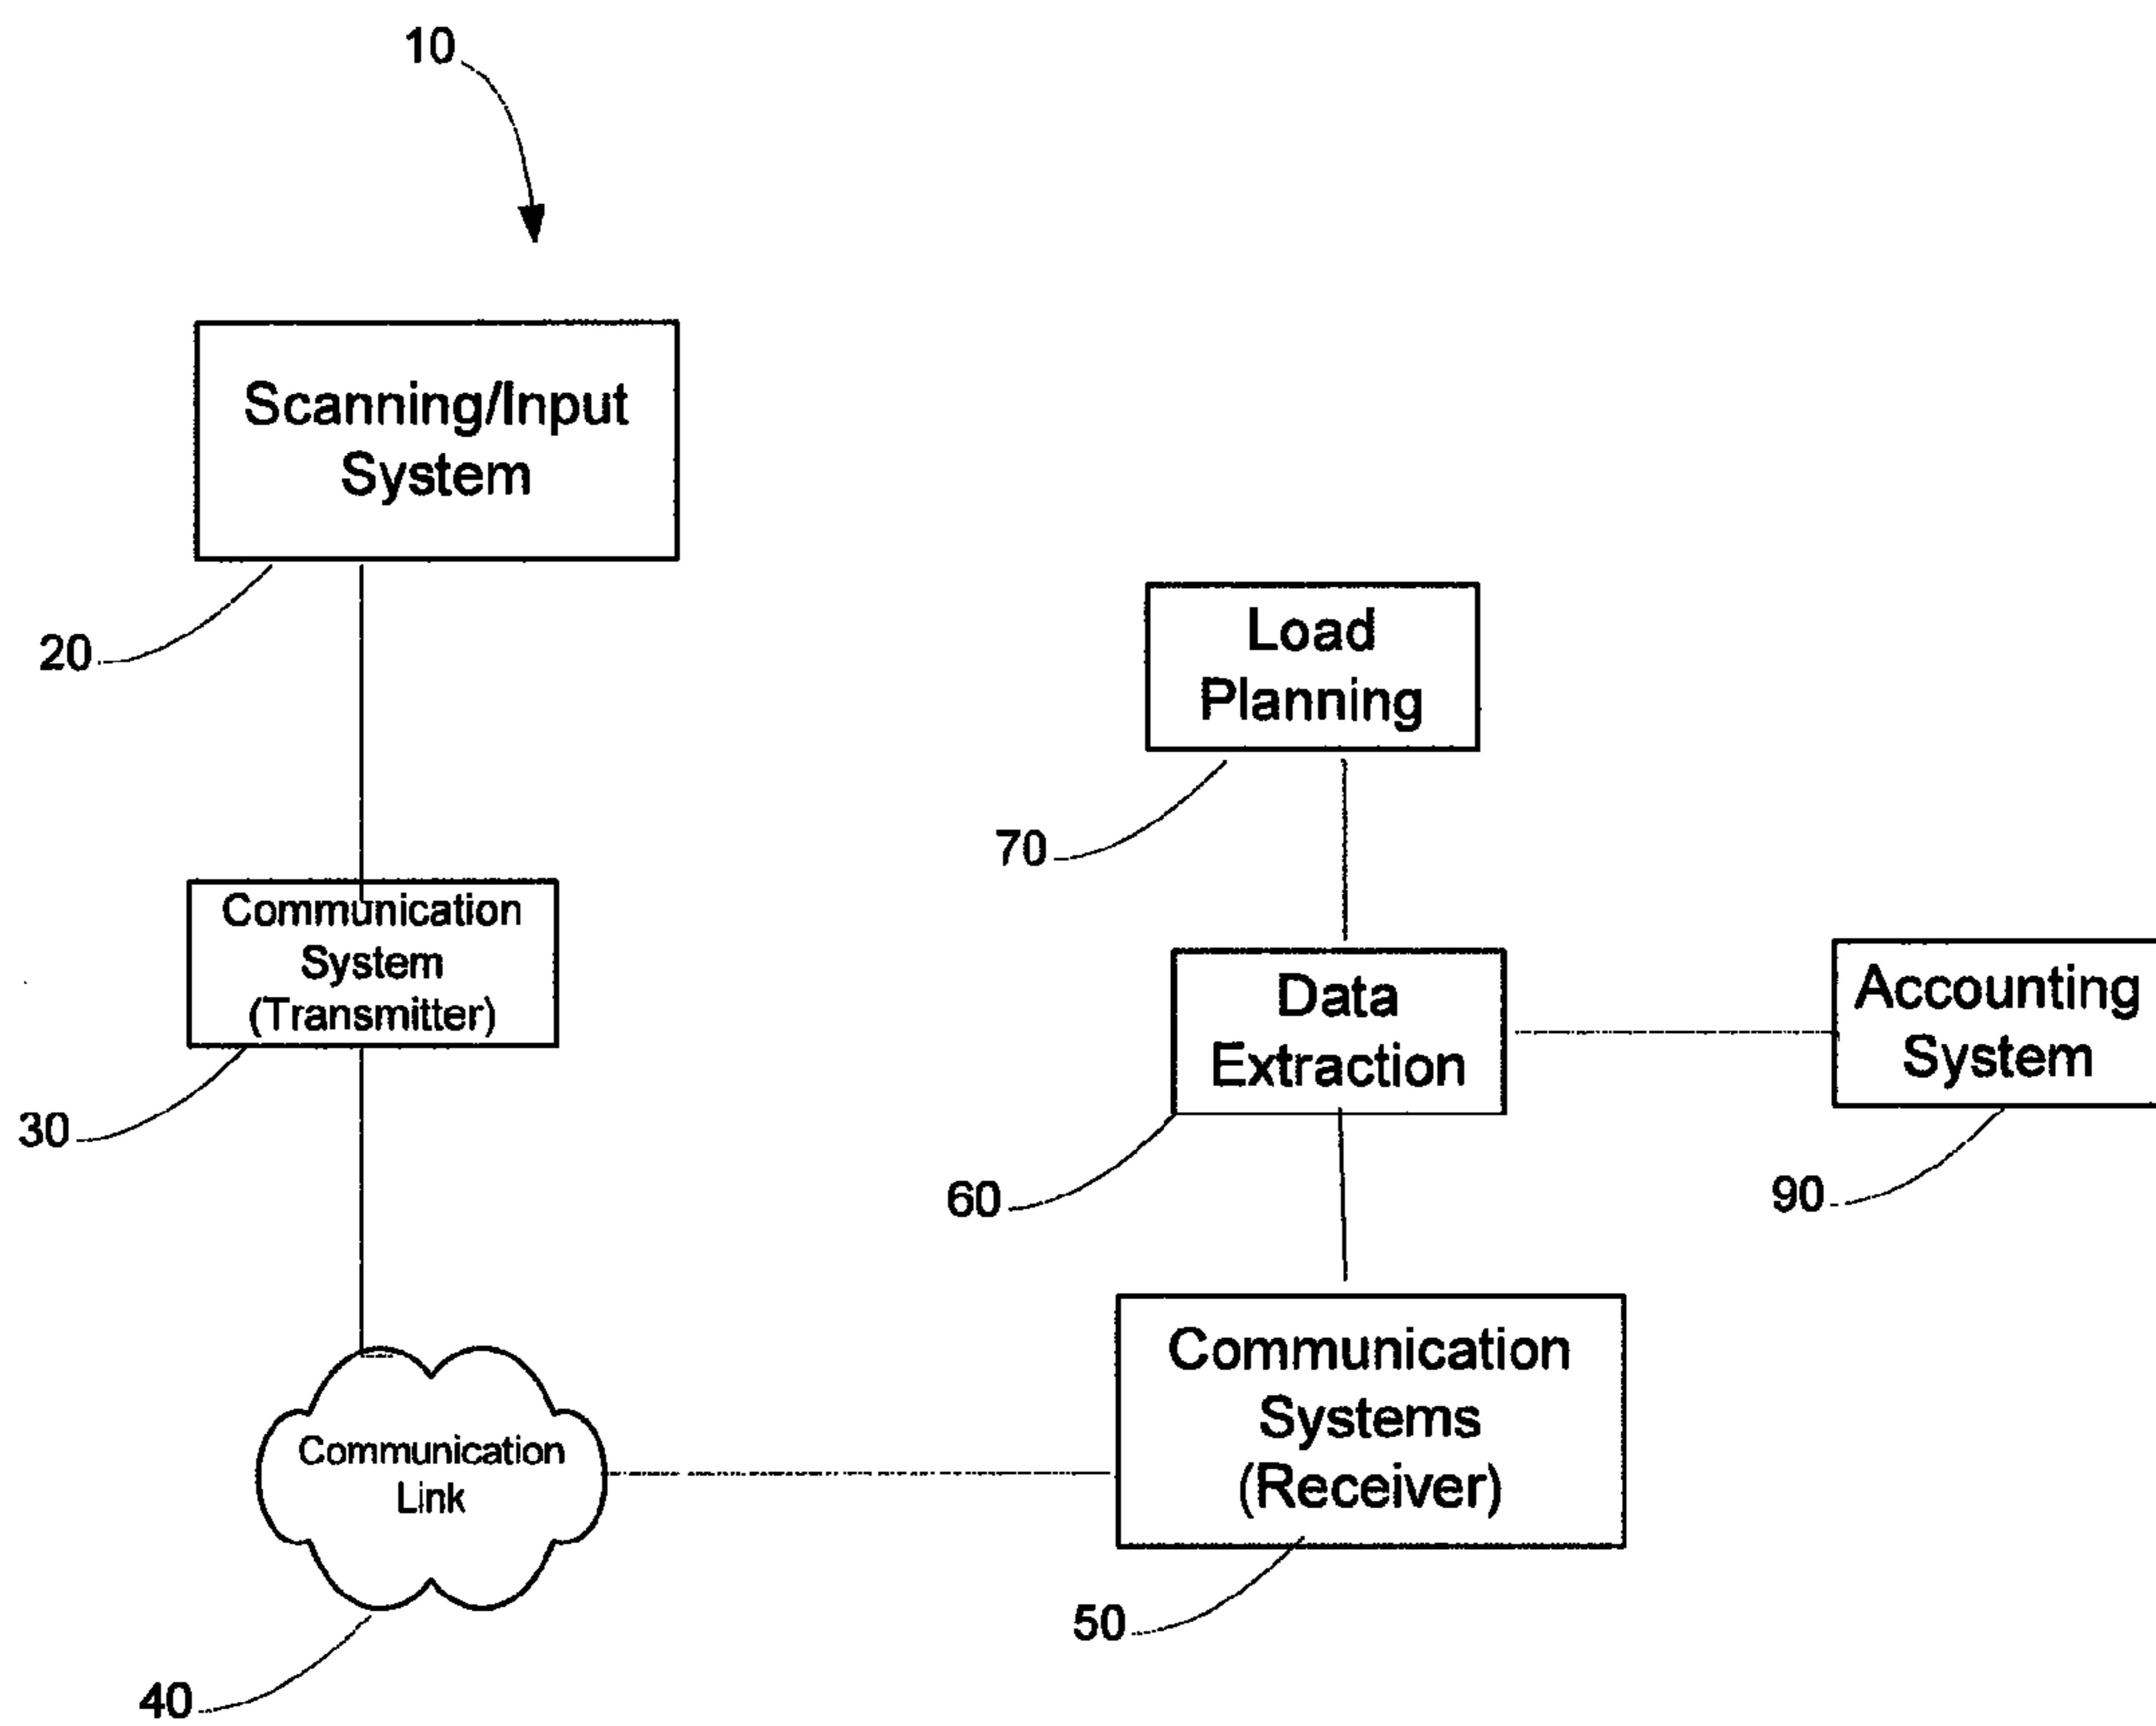 10
Scanning/Input
System
20
Load
Planning
70
Communication
System
(Transmitter)
30
Data
Extraction
60
Accounting
System
90
Communication
Link
40
Communication
Systems
(Receiver)
50